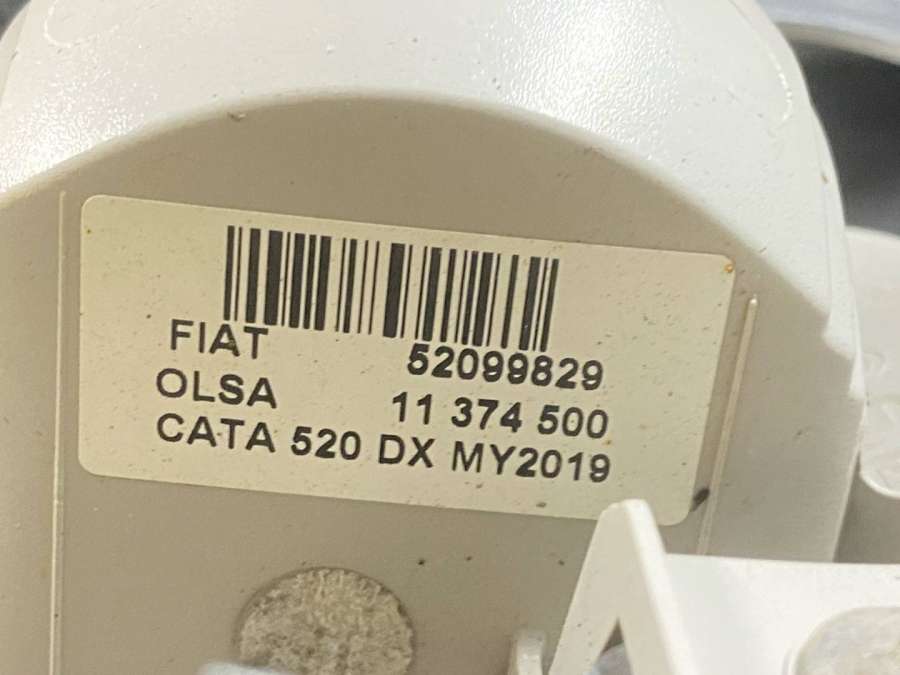 FIAT 52099829
OLSA 11 374 500
CATA 520 DX MY2019